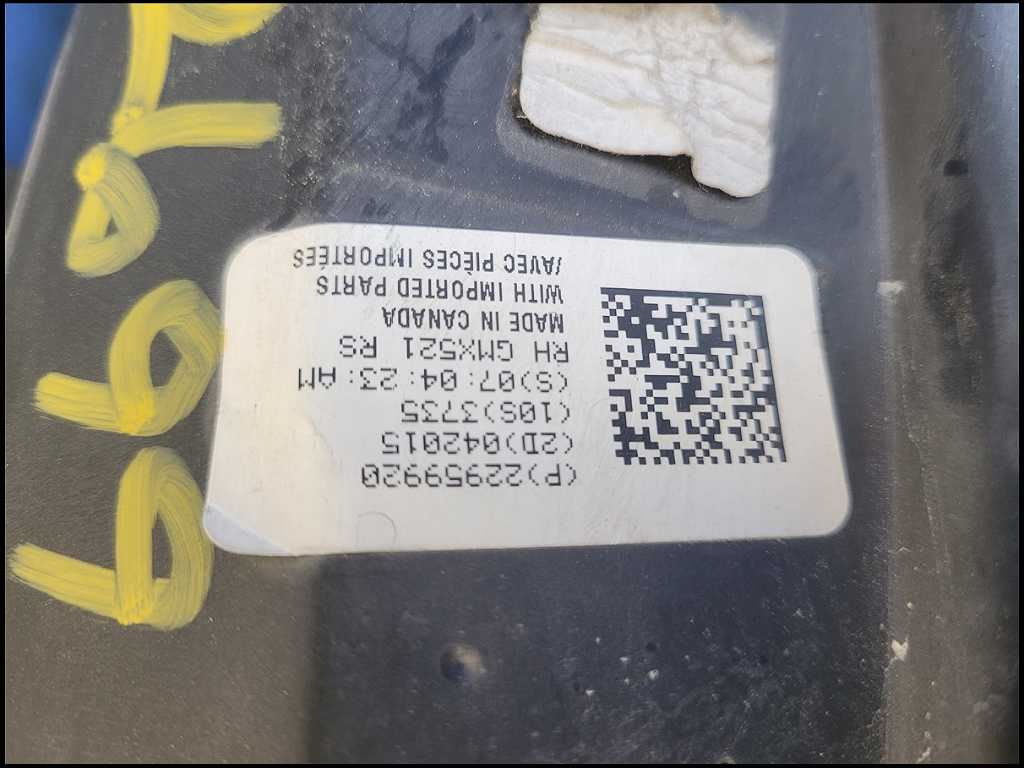 (P)22959920
(2D)042015
(10S)3735
(S)07:04:23:AM
RH GMX521 RS
MADE IN CANADA
WITH IMPORTED PARTS
/AVEC PIÈCES IMPORTÉES